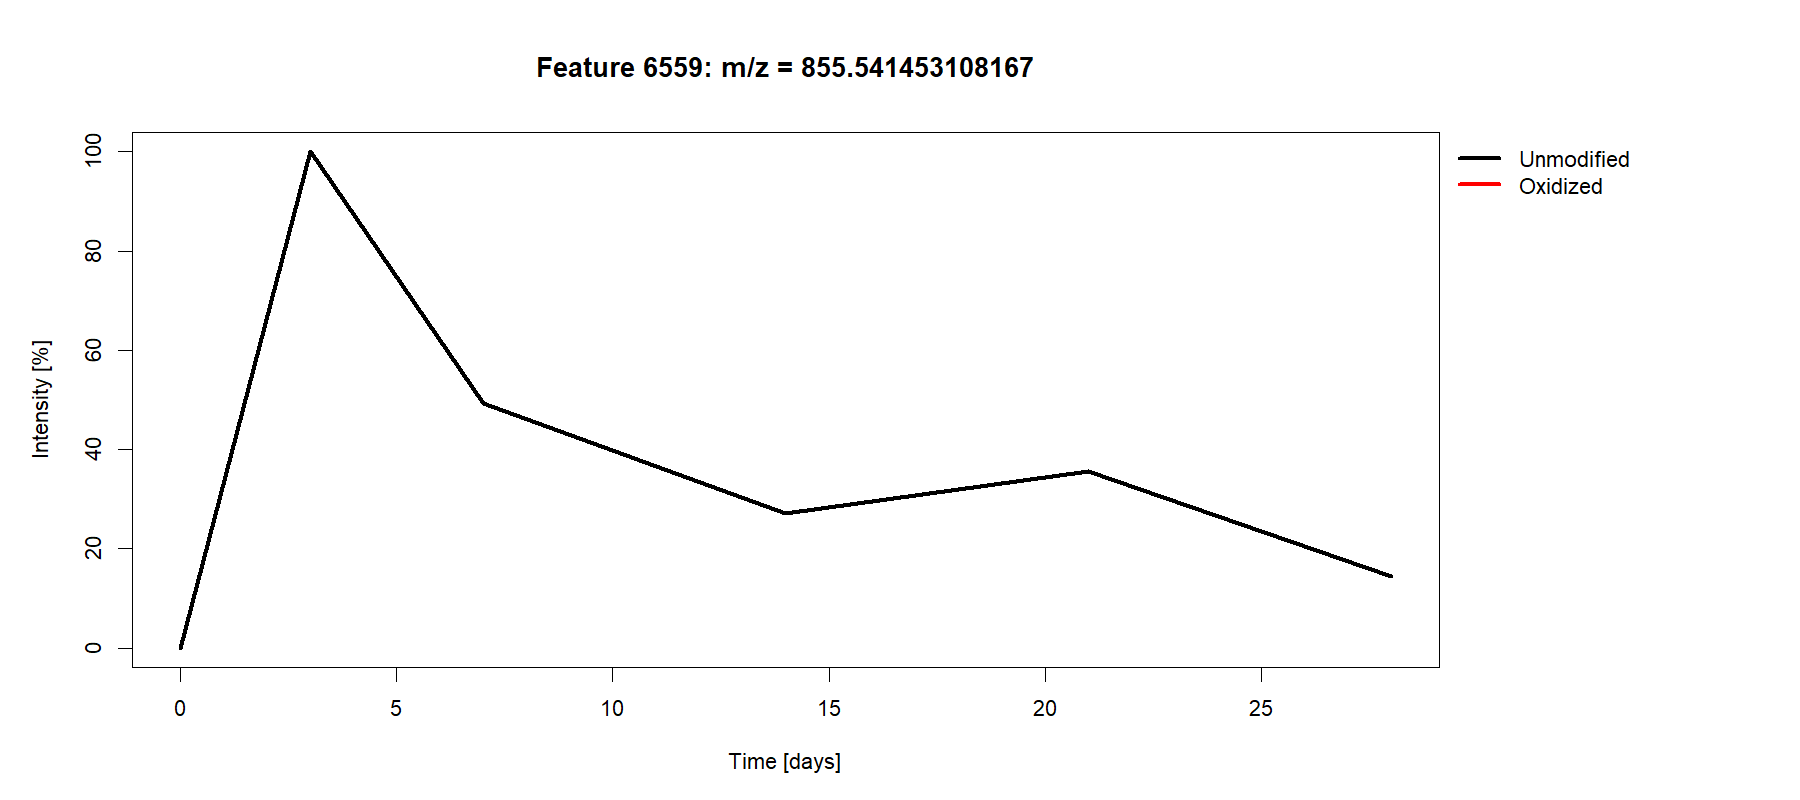 Feature 6559: m/z = 855.541453108167
Unmodified
Oxidized
Intensity [%]
100
80
60
40
20
0
0 5 10 15 20 25
Time [days]